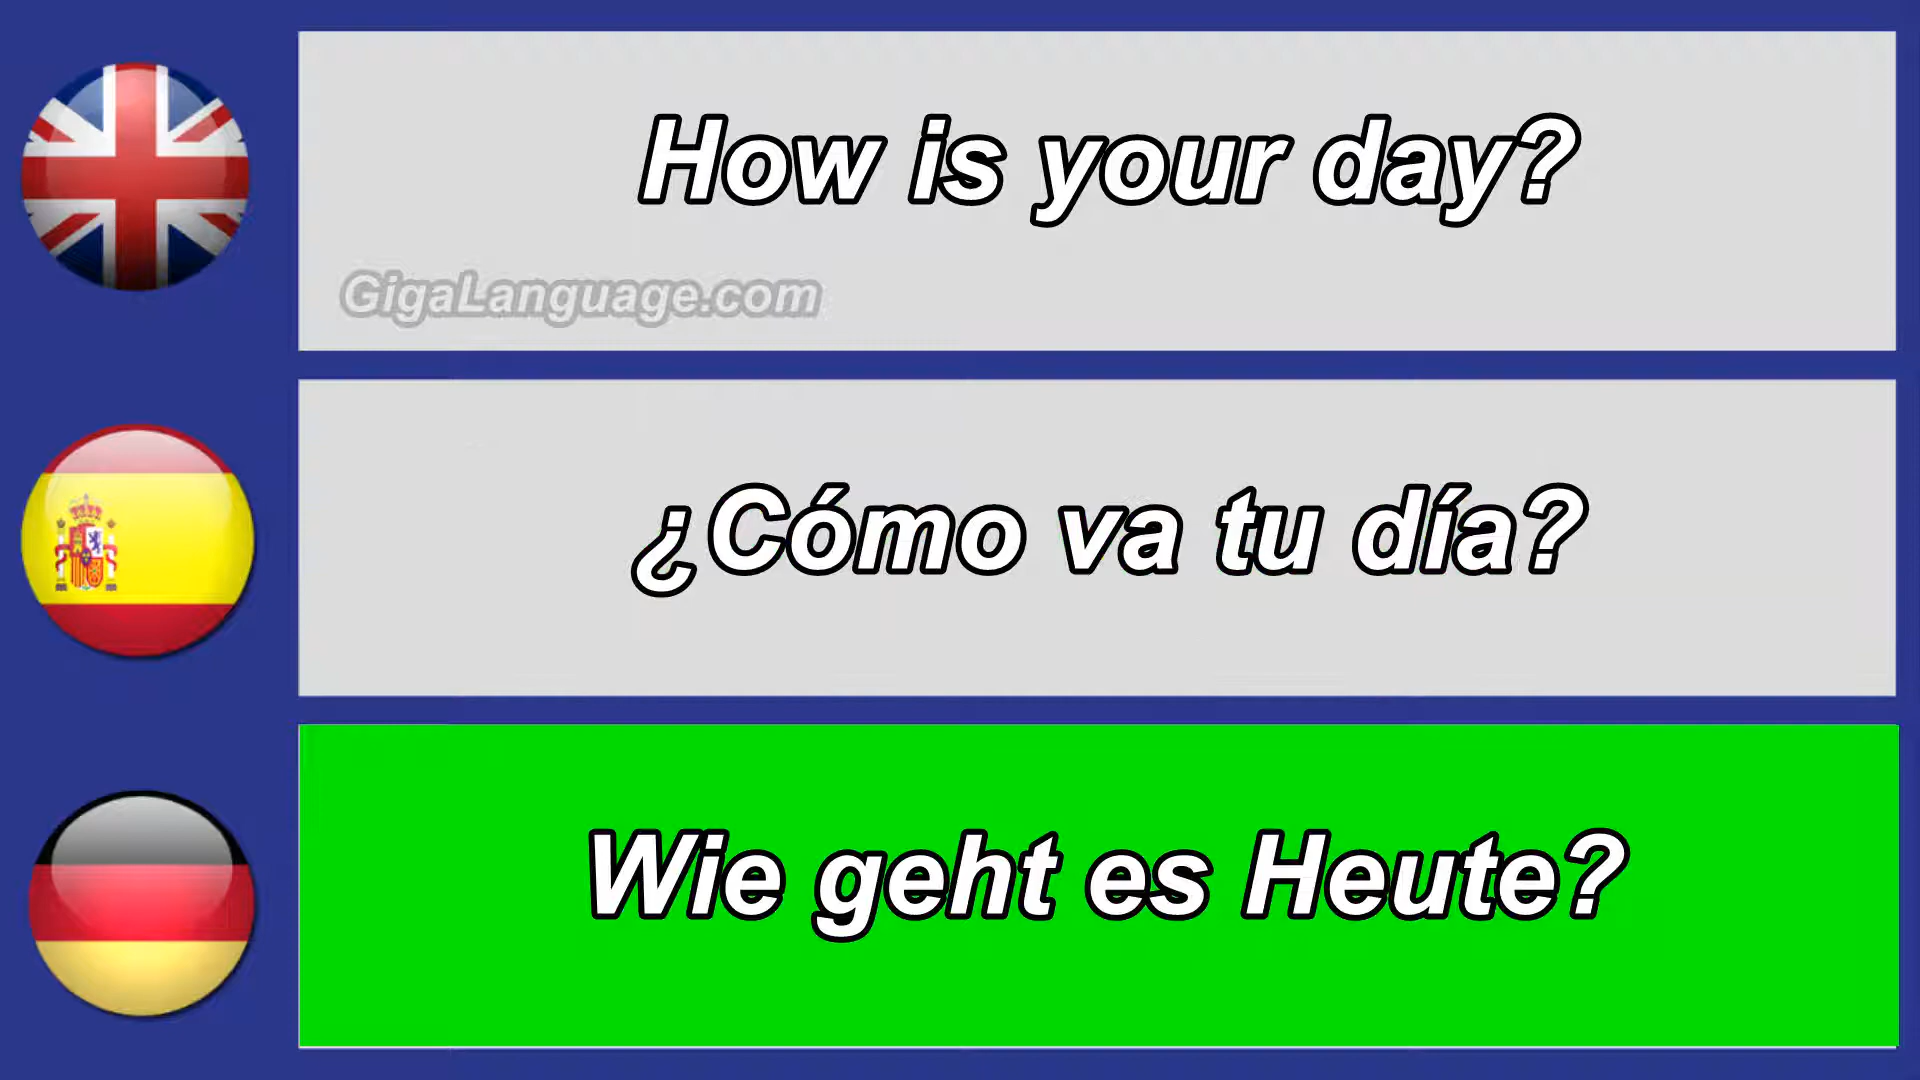 How is your day?
GigaLanguage.com
¿Cómo va tu día?
Wie geht es Heute?